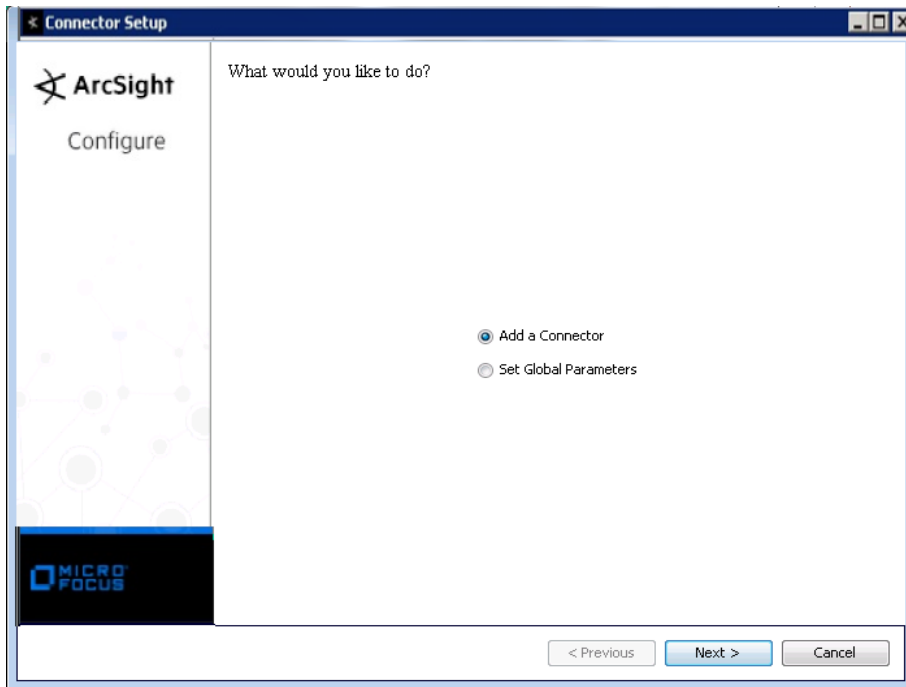 Connector Setup
ArcSight
Configure
What would you like to do?
Add a Connector
Set Global Parameters
MICRO
FOCUS
< Previous
Next >
Cancel